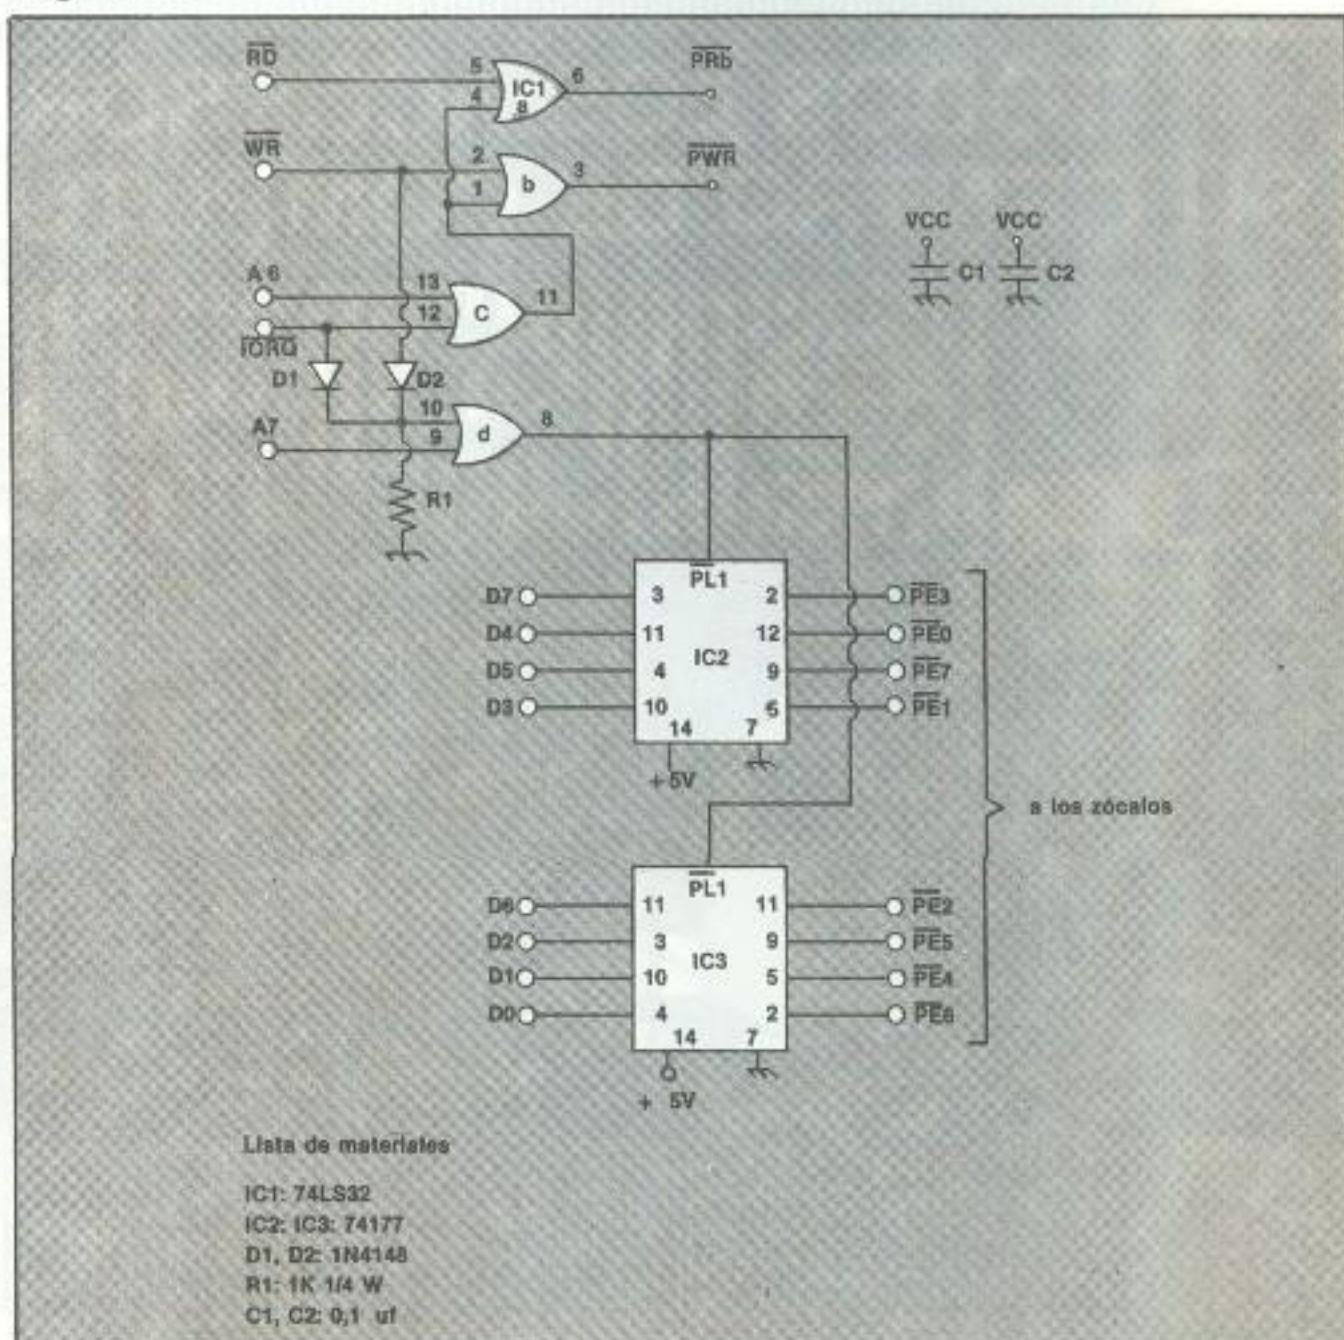 RD
5
4
IC1
8
6
PRb
WR
2
1
b
3
PWR
VCC
VCC
C1
C2
A 6
13
12
C
11
IORQ
D1
D2
A7
10
9
d
8
R1
PL1
D7
3
2
PE3
D4
11
12
PE0
IC2
D5
4
9
PE7
D3
10
5
PE1
14
7
+ 5V
a los zócalos
PL1
D6
11
11
PE2
D2
3
9
PE5
IC3
D1
10
5
PE4
D0
4
2
14
7
+ 5V
Lista de materiales
IC1: 74LS32
IC2: IC3: 74177
D1, D2: 1N4148
R1: 1K 1/4 W
C1, C2: 0,1 uf